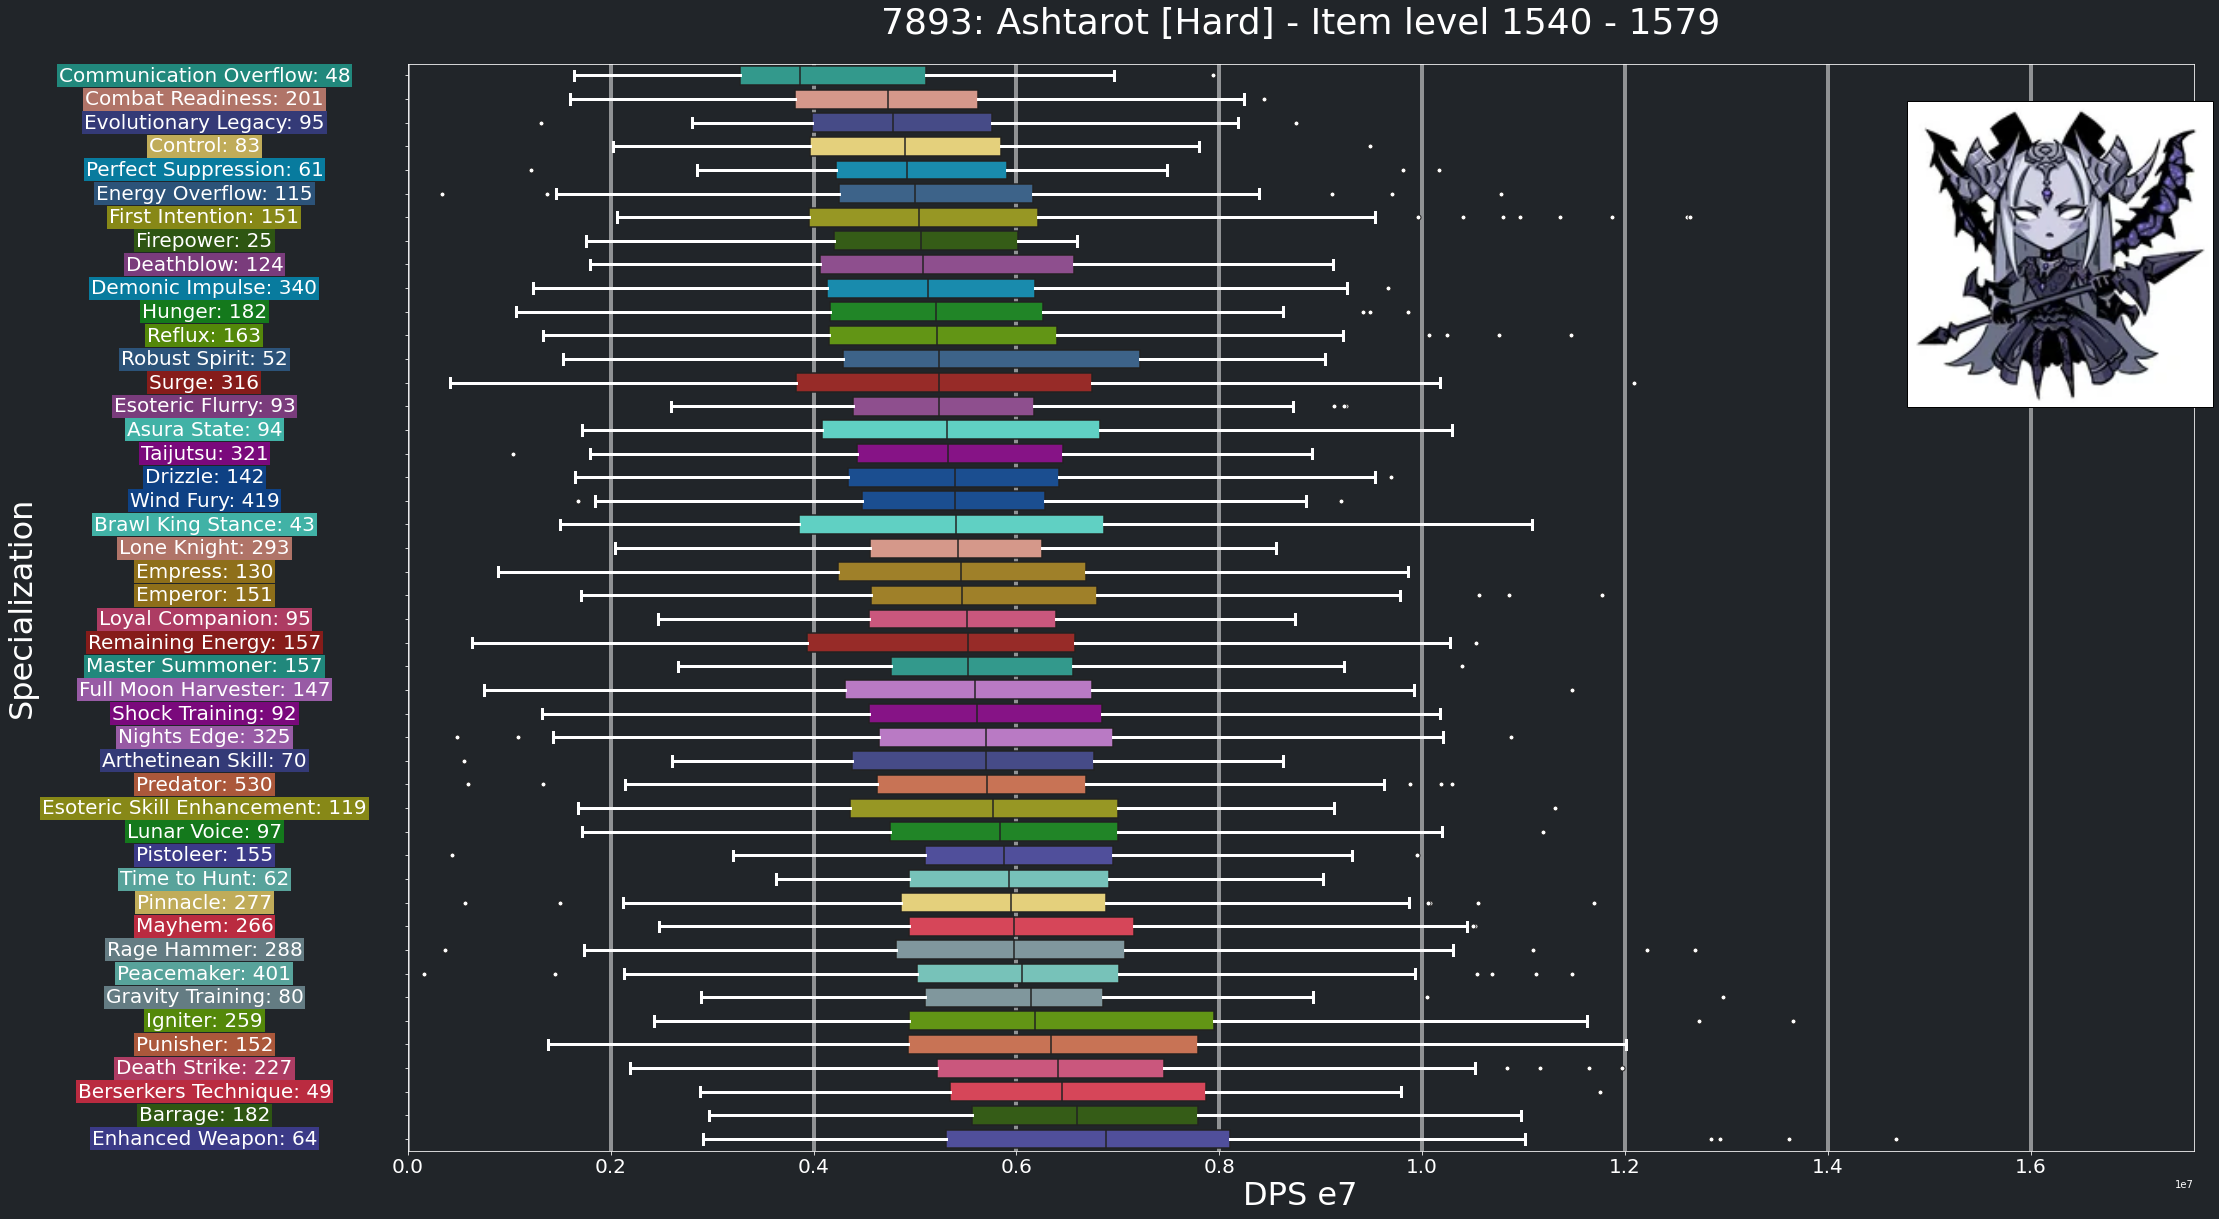 7893: Ashtarot [Hard] - Item level 1540 - 1579
Communication Overflow: 48
Combat Readiness: 201
Evolutionary Legacy: 95
Control: 83
Perfect Suppression: 61
Energy Overflow: 115
First Intention: 151
Firepower: 25
Deathblow: 124
Demonic Impulse: 340
Hunger: 182
Reflux: 163
Robust Spirit: 52
Surge: 316
Esoteric Flurry: 93
Asura State: 94
Taijutsu: 321
Drizzle: 142
Wind Fury: 419
Brawl King Stance: 43
Lone Knight: 293
Empress: 130
Emperor: 151
Loyal Companion: 95
Remaining Energy: 157
Master Summoner: 157
Full Moon Harvester: 147
Shock Training: 92
Nights Edge: 325
Arthetinean Skill: 70
Predator: 530
Esoteric Skill Enhancement: 119
Lunar Voice: 97
Pistoleer: 155
Time to Hunt: 62
Pinnacle: 277
Mayhem: 266
Rage Hammer: 288
Peacemaker: 401
Gravity Training: 80
Igniter: 259
Punisher: 152
Death Strike: 227
Berserkers Technique: 49
Barrage: 182
Enhanced Weapon: 64
Specialization
0.0 0.2 0.4 0.6 0.8 1.0 1.2 1.4 1.6
1e7
DPS e7